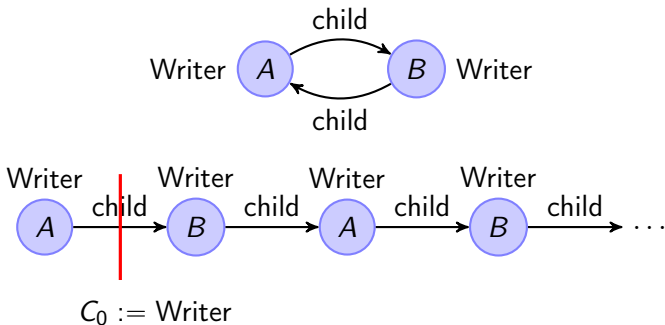 child
Writer A B Writer
child
Writer Writer Writer Writer
child child child child
A B A B ...
C₀ := Writer